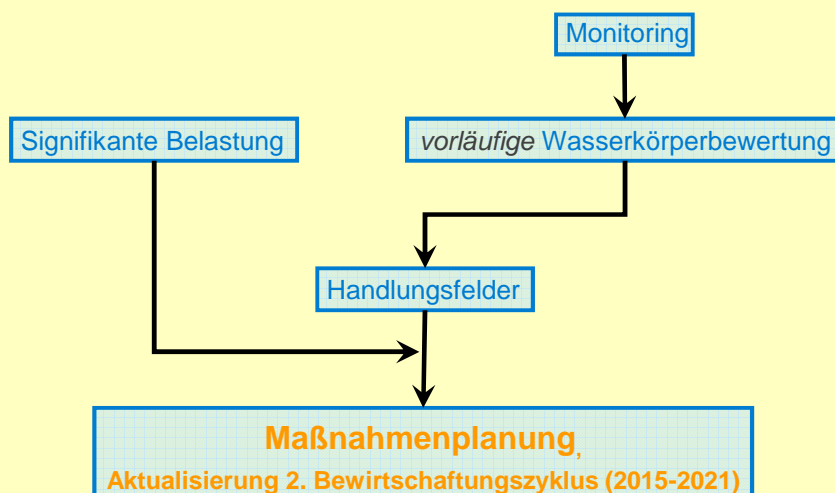 Monitoring
Signifikante Belastung
vorläufige Wasserkörperbewertung
Handlungsfelder
Maßnahmenplanung,
Aktualisierung 2. Bewirtschaftungszyklus (2015-2021)